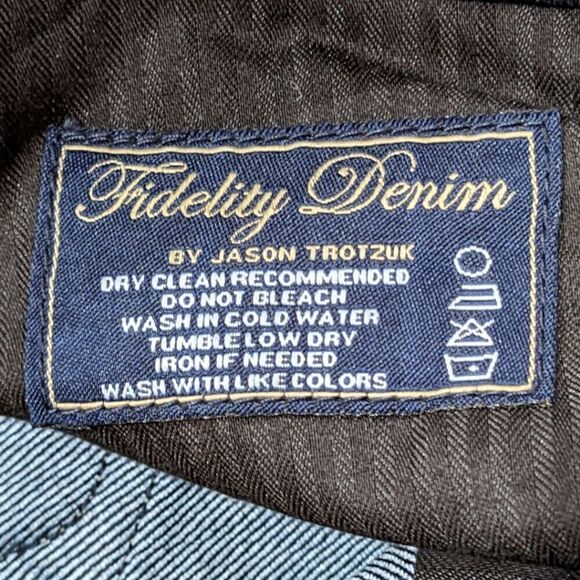 Fidelity Denim
BY JASON TROTZUK
DRY CLEAN RECOMMENDED
DO NOT BLEACH
WASH IN COLD WATER
TUMBLE LOW DRY
IRON IF NEEDED
WASH WITH LIKE COLORS